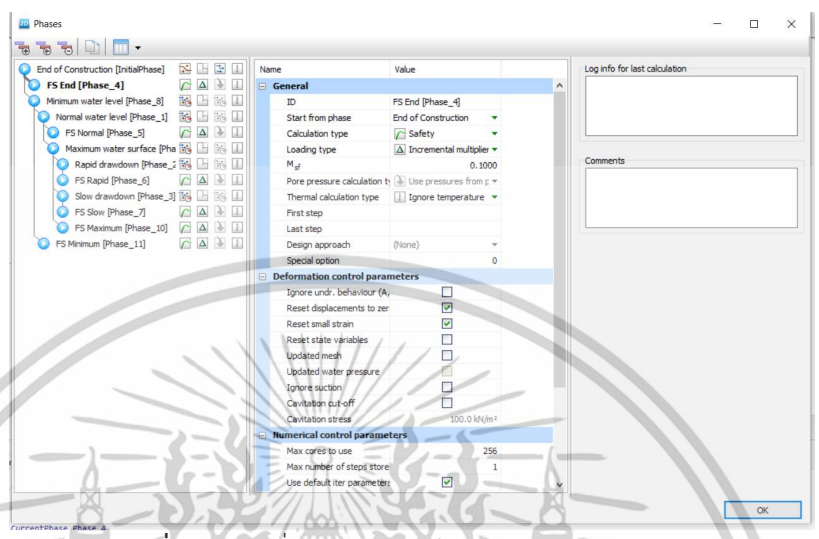 Phases
End of Construction [InitialPhase]
FS End [Phase_4]
Minimum water level [Phase_8]
Normal water level [Phase_1]
FS Normal [Phase_5]
Maximum water surface [Pha
Rapid drawdown [Phase_2
FS Rapid [Phase_6]
Slow drawdown [Phase_3]
FS Slow [Phase_7]
FS Maximum [Phase_10]
FS Minimum [Phase_11]
Name Value
General
ID FS End [Phase_4]
Start from phase End of Construction
Calculation type Safety
Loading type Incremental multiplier
Msf 0.1000
Pore pressure calculation ty Use pressures from p
Thermal calculation type Ignore temperature
First step
Last step
Design approach (None)
Special option 0
Deformation control parameters
Ignore undr. behaviour (A,
Reset displacements to zer
Reset small strain
Reset state variables
Updated mesh
Updated water pressure
Ignore suction
Cavitation cut-off
Cavitation stress 100.0 kN/m²
Numerical control parameters
Max cores to use 256
Max number of steps store 1
Use default iter parameters
Log info for last calculation
Comments
OK
CurrentPhase Phase_4